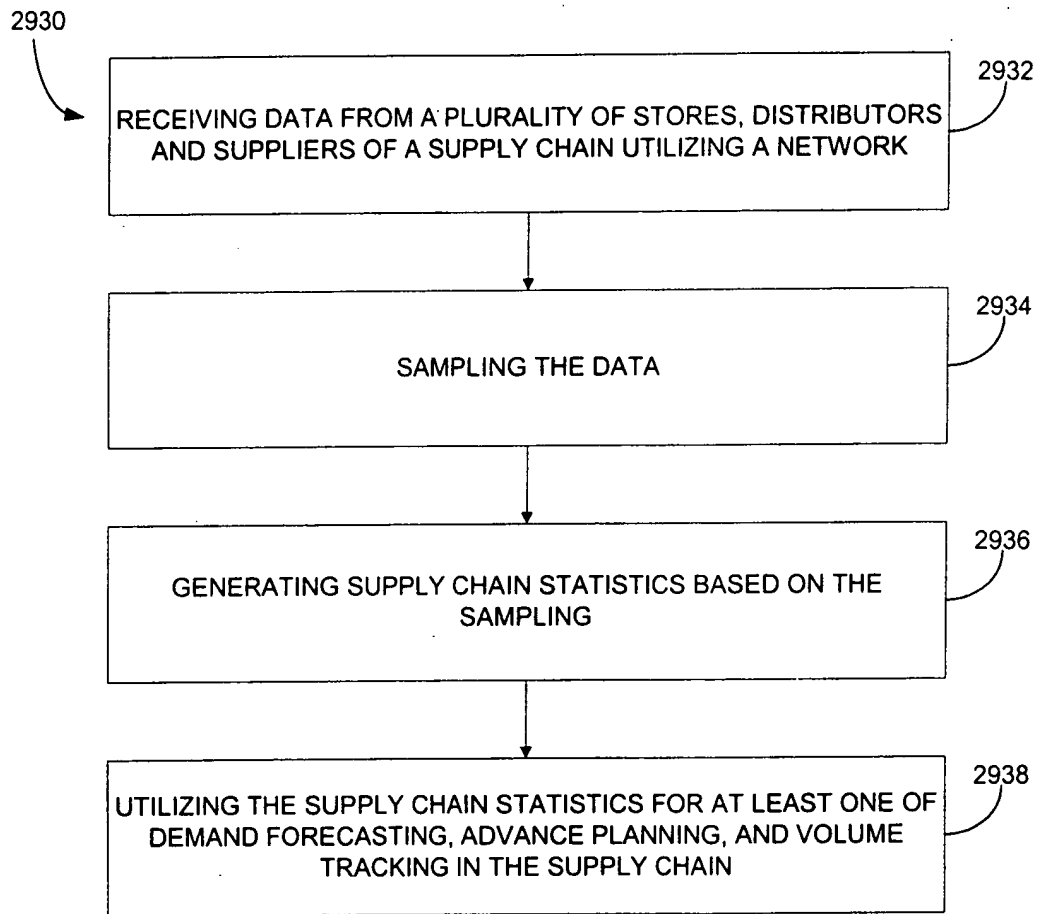 2930
2932
RECEIVING DATA FROM A PLURALITY OF STORES, DISTRIBUTORS
AND SUPPLIERS OF A SUPPLY CHAIN UTILIZING A NETWORK
2934
SAMPLING THE DATA
2936
GENERATING SUPPLY CHAIN STATISTICS BASED ON THE
SAMPLING
2938
UTILIZING THE SUPPLY CHAIN STATISTICS FOR AT LEAST ONE OF
DEMAND FORECASTING, ADVANCE PLANNING, AND VOLUME
TRACKING IN THE SUPPLY CHAIN